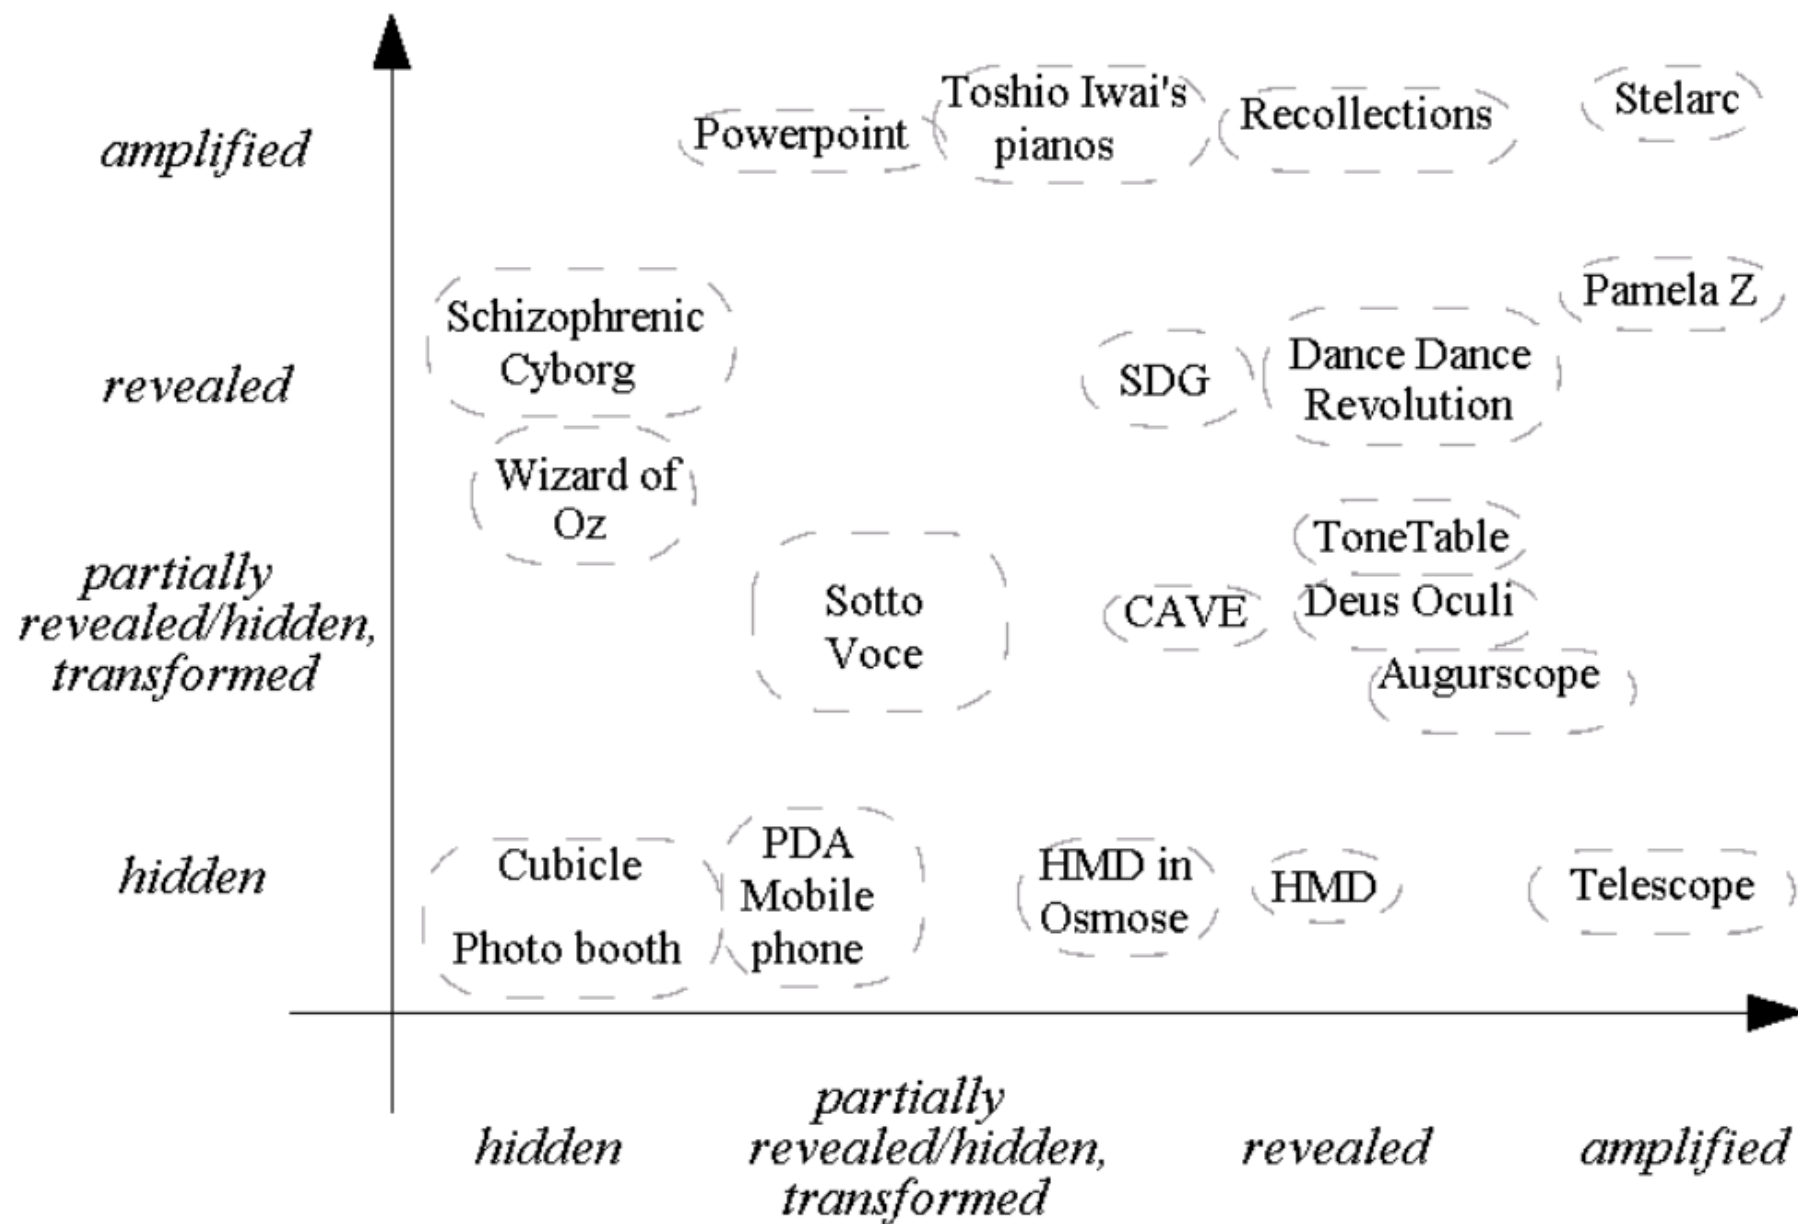 amplified
Powerpoint
Toshio Iwai's
pianos
Recollections
Stelarc
revealed
Schizophrenic
Cyborg
SDG
Dance Dance
Revolution
Pamela Z
Wizard of
Oz
partially
revealed/hidden,
transformed
Sotto
Voce
CAVE
ToneTable
Deus Oculi
Augurscope
hidden
Cubicle
Photo booth
PDA
Mobile
phone
HMD in
Osmose
HMD
Telescope
hidden
partially
revealed/hidden,
transformed
revealed
amplified